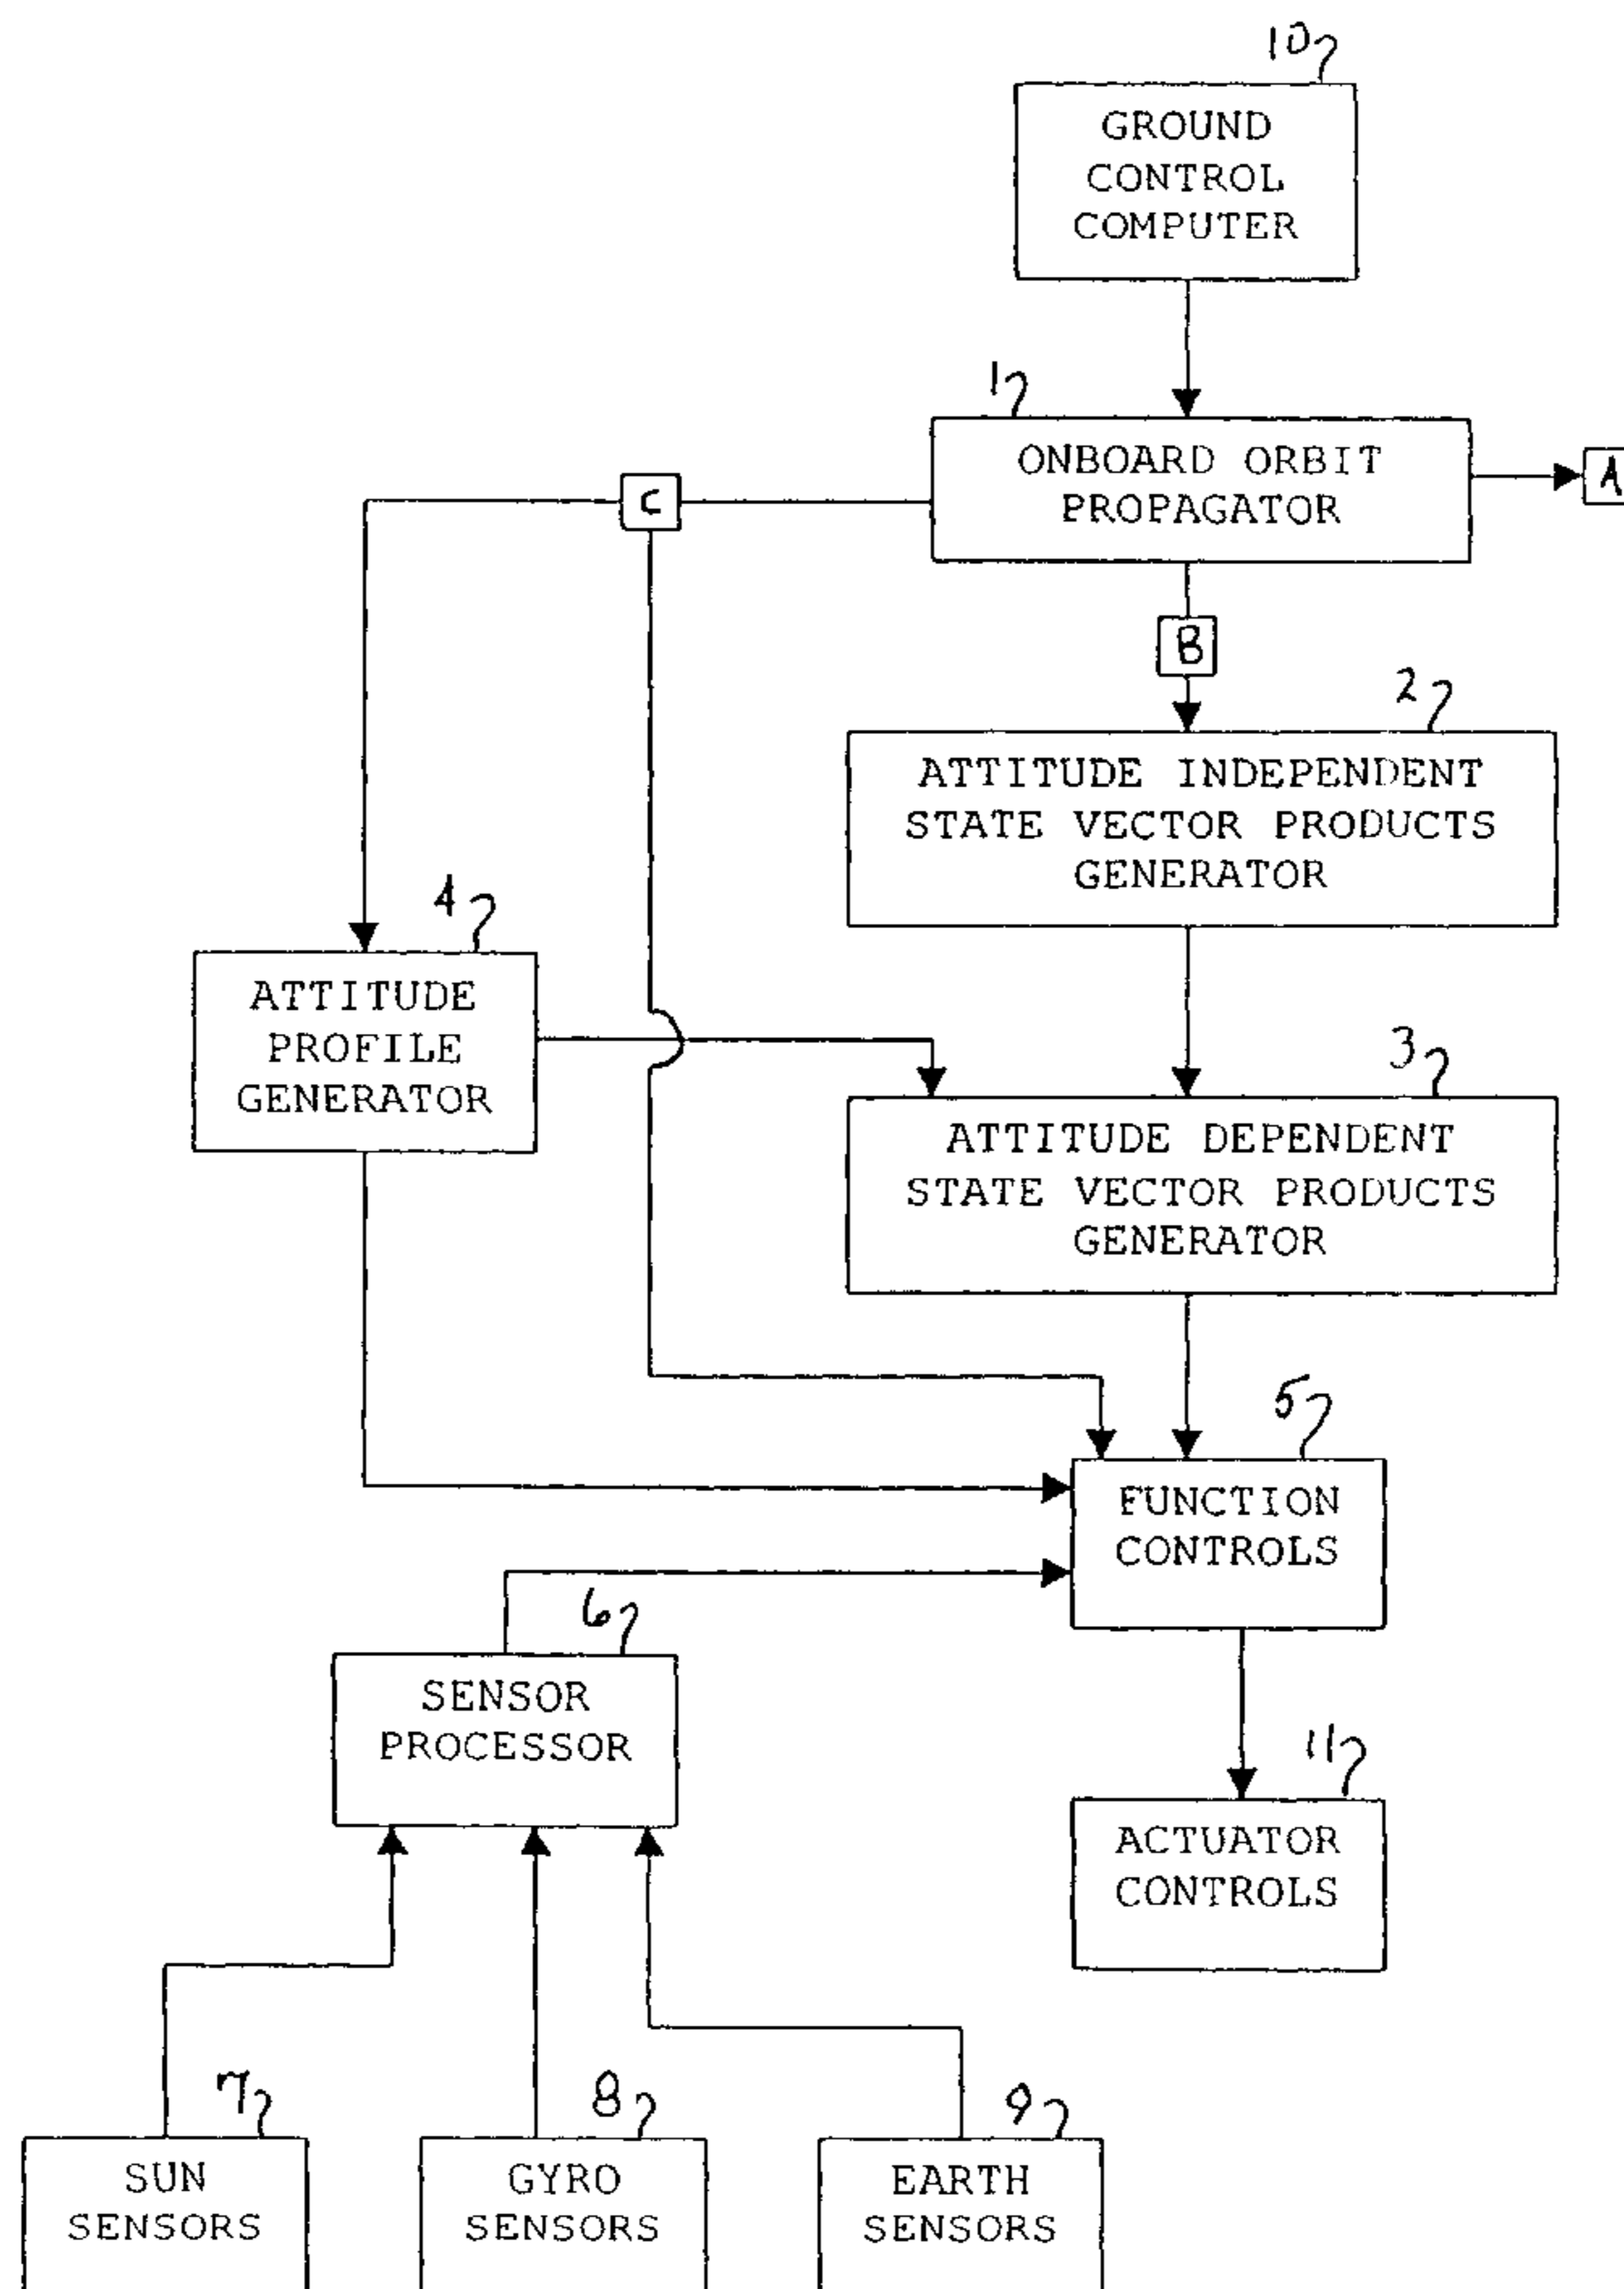 10
GROUND
CONTROL
COMPUTER
1
ONBOARD ORBIT
PROPAGATOR
A
C
B
2
ATTITUDE INDEPENDENT
STATE VECTOR PRODUCTS
GENERATOR
4
ATTITUDE
PROFILE
GENERATOR
3
ATTITUDE DEPENDENT
STATE VECTOR PRODUCTS
GENERATOR
5
FUNCTION
CONTROLS
6
SENSOR
PROCESSOR
11
ACTUATOR
CONTROLS
7
SUN
SENSORS
8
GYRO
SENSORS
9
EARTH
SENSORS